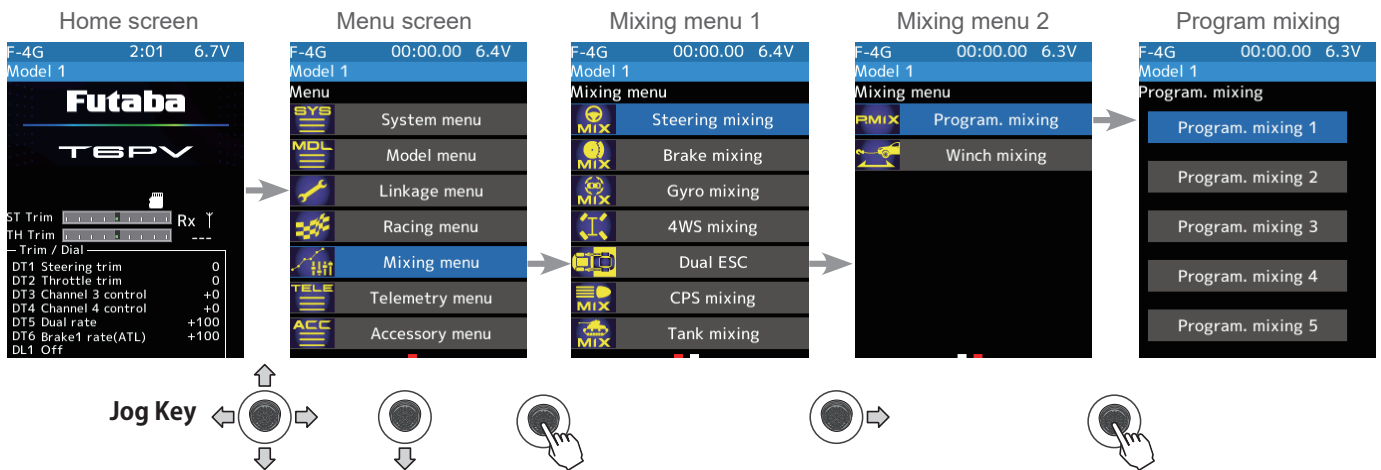 Home screen
F-4G 2:01 6.7V
Model 1
Futaba
T6PV
ST Trim
TH Trim
Rx
---
Trim / Dial
DT1 Steering trim 0
DT2 Throttle trim 0
DT3 Channel 3 control +0
DT4 Channel 4 control +0
DT5 Dual rate +100
DT6 Brake1 rate(ATL) +100
DL1 Off
Menu screen
F-4G 00:00.00 6.4V
Model 1
Menu
SYS System menu
MDL Model menu
Linkage menu
Racing menu
Mixing menu
TELE Telemetry menu
ACC Accessory menu
Mixing menu 1
F-4G 00:00.00 6.4V
Model 1
Mixing menu
MIX Steering mixing
MIX Brake mixing
MIX Gyro mixing
4WS mixing
Dual ESC
MIX CPS mixing
MIX Tank mixing
Mixing menu 2
F-4G 00:00.00 6.3V
Model 1
Mixing menu
PMIX Program. mixing
Winch mixing
Program mixing
F-4G 00:00.00 6.3V
Model 1
Program. mixing
Program. mixing 1
Program. mixing 2
Program. mixing 3
Program. mixing 4
Program. mixing 5
Jog Key